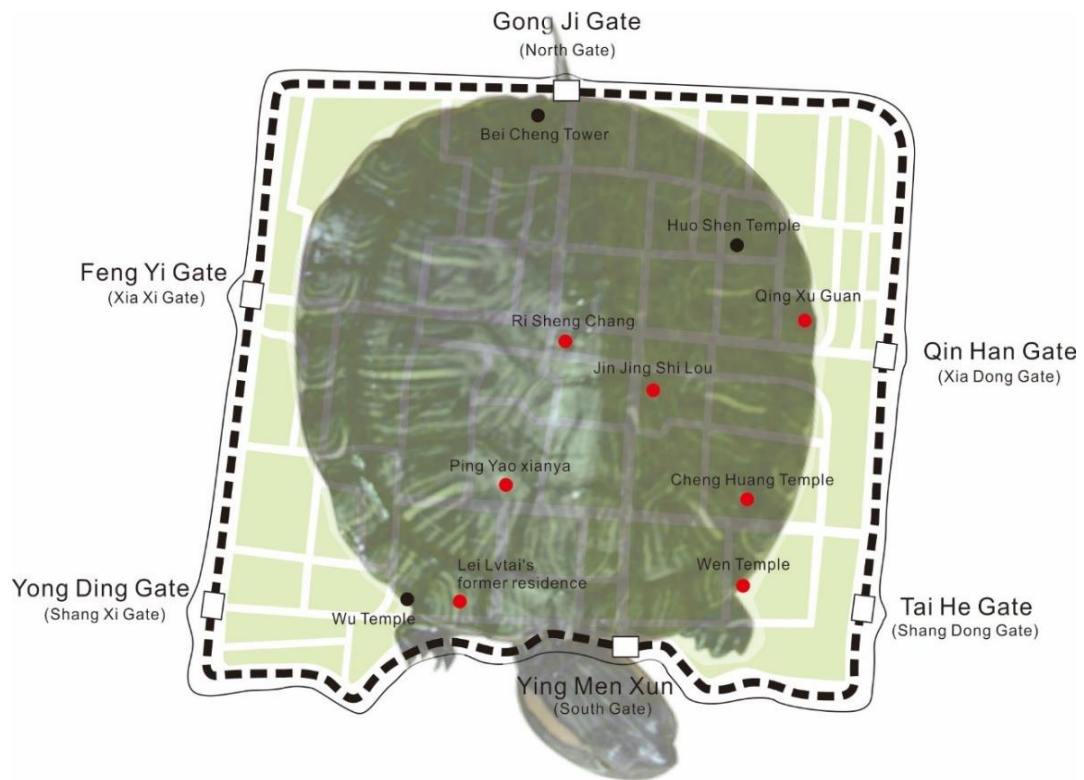 Gong Ji Gate
(North Gate)
Bei Cheng Tower
Huo Shen Temple
Feng Yi Gate
(Xia Xi Gate)
Qing Xu Guan
Ri Sheng Chang
Qin Han Gate
(Xia Dong Gate)
Jin Jing Shi Lou
Ping Yao xianya
Cheng Huang Temple
Lei Lvtai's
former residence
Wen Temple
Yong Ding Gate
(Shang Xi Gate)
Wu Temple
Tai He Gate
(Shang Dong Gate)
Ying Men Xun
(South Gate)